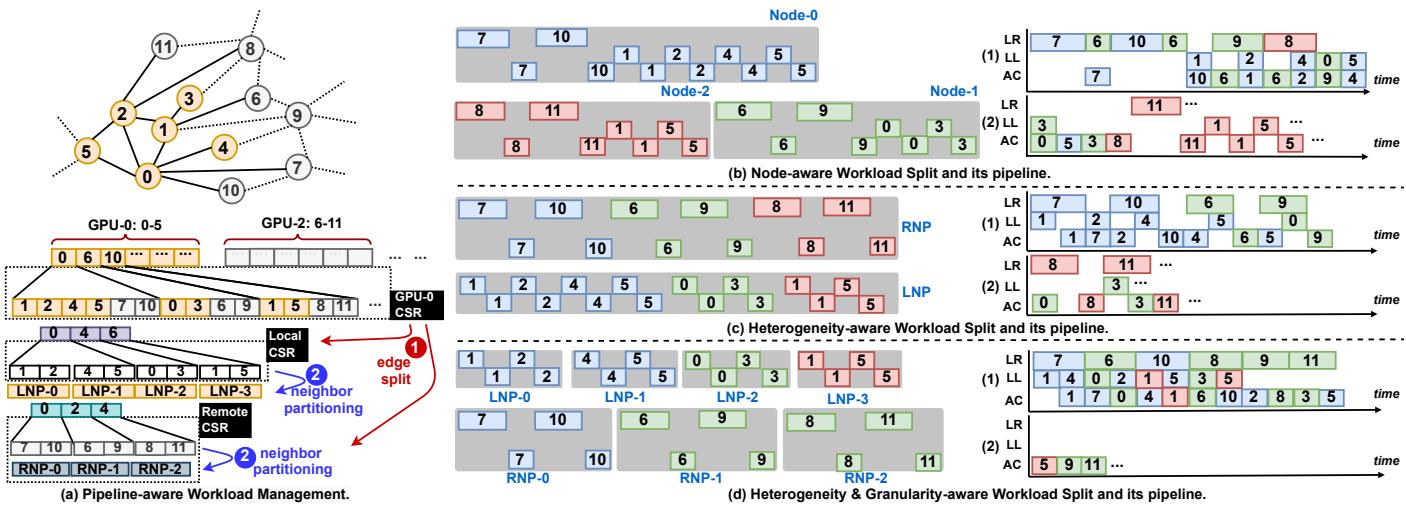 11
8
3
6
2
1
9
5
4
0
7
10
GPU-0: 0-5
GPU-2: 6-11
0 6 10 ... ... ...
... ...
1 2 4 5 7 10 0 3 6 9 1 5 8 11 ...
GPU-0
CSR
0 4 6
Local
CSR
1
edge
split
1 2 4 5 0 3 1 5
2
neighbor
partitioning
LNP-0 LNP-1 LNP-2 LNP-3
0 2 4
Remote
CSR
7 10 6 9 8 11
2 neighbor
partitioning
RNP-0 RNP-1 RNP-2
(a) Pipeline-aware Workload Management.
Node-0
7 10
1 2 4 5
7 10 1 2 4 5
Node-2
8 11
1 5
8 11 1 5
Node-1
6 9
0 3
6 9 0 3
(1)
LR 7 6 10 6 9 8
LL 1 2 4 0 5
AC 7 10 6 1 6 2 9 4
time
(2)
LR 11 ...
LL 3 1 5 ...
AC 0 5 3 8 11 1 5 ...
time
(b) Node-aware Workload Split and its pipeline.
7 10 6 9 8 11
7 10 6 9 8 11
RNP
1 2 4 5 0 3 1 5
1 2 4 5 0 3 1 5
LNP
(1)
LR 7 10 6 9
LL 1 2 4 5 0
AC 1 7 2 10 4 6 5 9
time
(2)
LR 8 11 ...
LL 3 ...
AC 0 8 3 11 ...
time
(c) Heterogeneity-aware Workload Split and its pipeline.
1 2
1 2
LNP-0
4 5
4 5
LNP-1
0 3
0 3
LNP-2
1 5
1 5
LNP-3
7 10
7 10
RNP-0
6 9
6 9
RNP-1
8 11
8 11
RNP-2
(1)
LR 7 6 10 8 9 11
LL 1 4 0 2 1 5 3 5
AC 1 7 0 4 1 6 10 2 8 3 5
time
(2)
LR
LL
AC 5 9 11 ...
time
(d) Heterogeneity & Granularity-aware Workload Split and its pipeline.